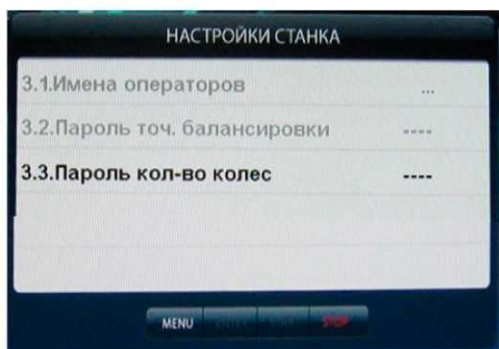 НАСТРОЙКИ СТАНКА
3.1.Имена операторов ...
3.2.Пароль точ. балансировки ----
3.3.Пароль кол-во колес ----
MENU STOP